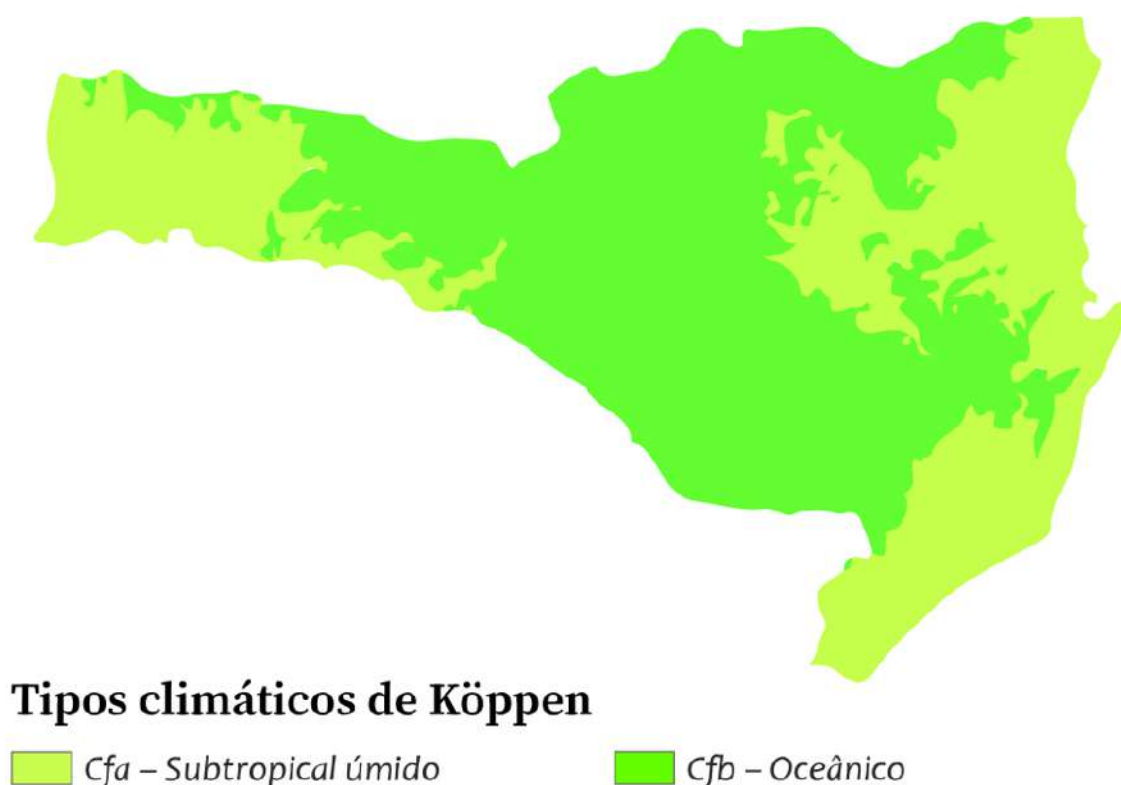 Tipos climáticos de Köppen
Cfa – Subtropical úmido
Cfb – Oceânico